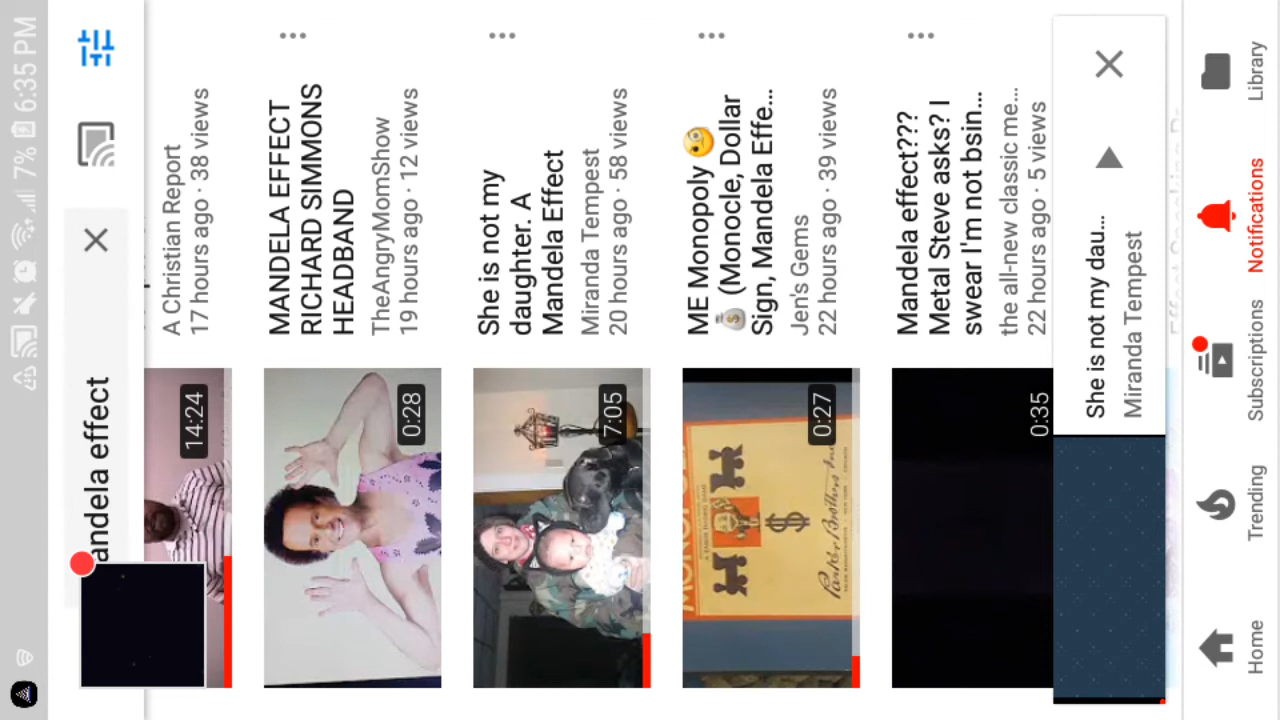 7% 6:35 PM
andela effect
A Christian Report
17 hours ago · 38 views
14:24
MANDELA EFFECT
RICHARD SIMMONS
HEADBAND
TheAngryMomShow
19 hours ago · 12 views
0:28
She is not my
daughter. A
Mandela Effect
Miranda Tempest
20 hours ago · 58 views
7:05
ME Monopoly 🧐
💰 (Monocle, Dollar
Sign, Mandela Effe...
Jen's Gems
22 hours ago · 39 views
0:27
$
Parker Brothers Inc
Mandela effect???
Metal Steve asks? I
swear I'm not bsin...
the all-new classic me...
22 hours ago · 5 views
0:35
She is not my dau...
Miranda Tempest
Home
Trending
Subscriptions
Notifications
Library